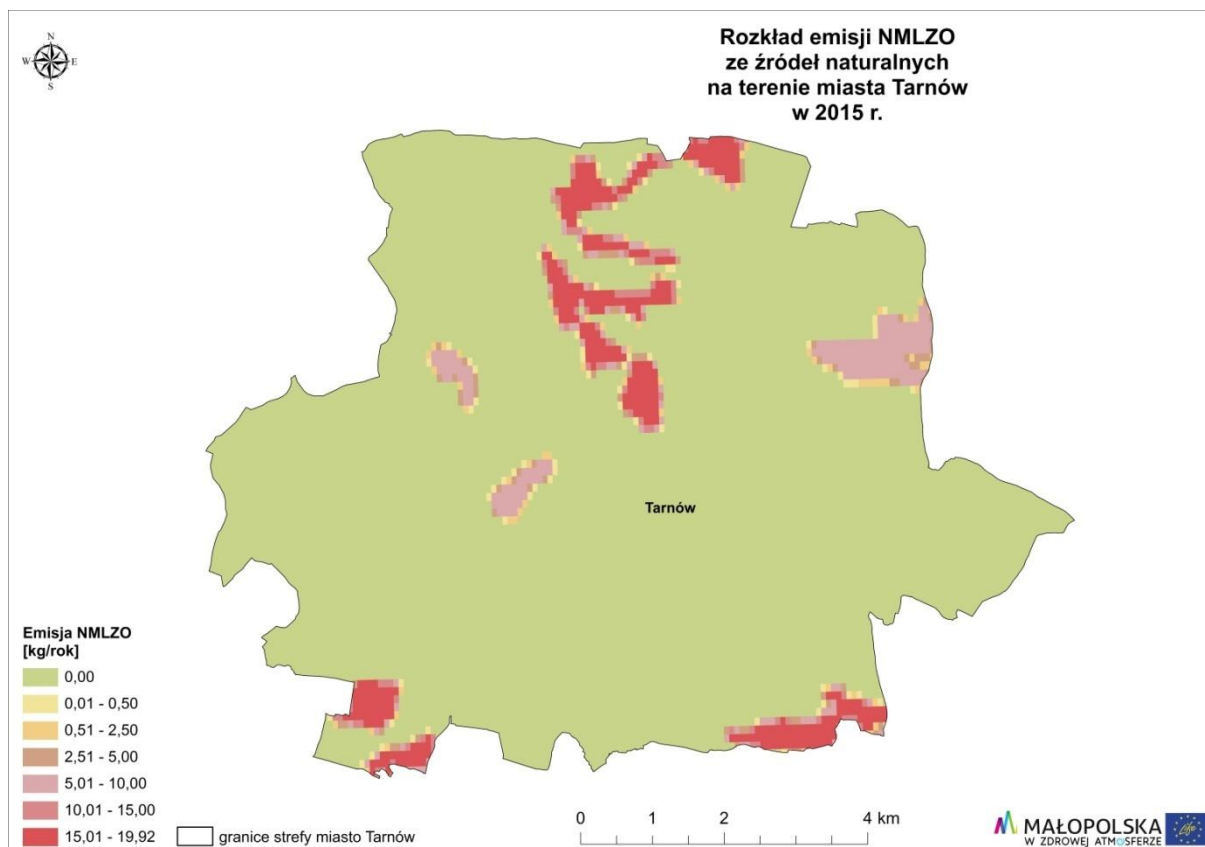 Rozkład emisji NMLZO
ze źródeł naturalnych
na terenie miasta Tarnów
w 2015 r.
N
W E
S
Tarnów
Emisja NMLZO
[kg/rok]
0,00
0,01 - 0,50
0,51 - 2,50
2,51 - 5,00
5,01 - 10,00
10,01 - 15,00
15,01 - 19,92
granice strefy miasto Tarnów
0 1 2 4 km
MAŁOPOLSKA
W ZDROWEJ ATMOSFERZE
Life